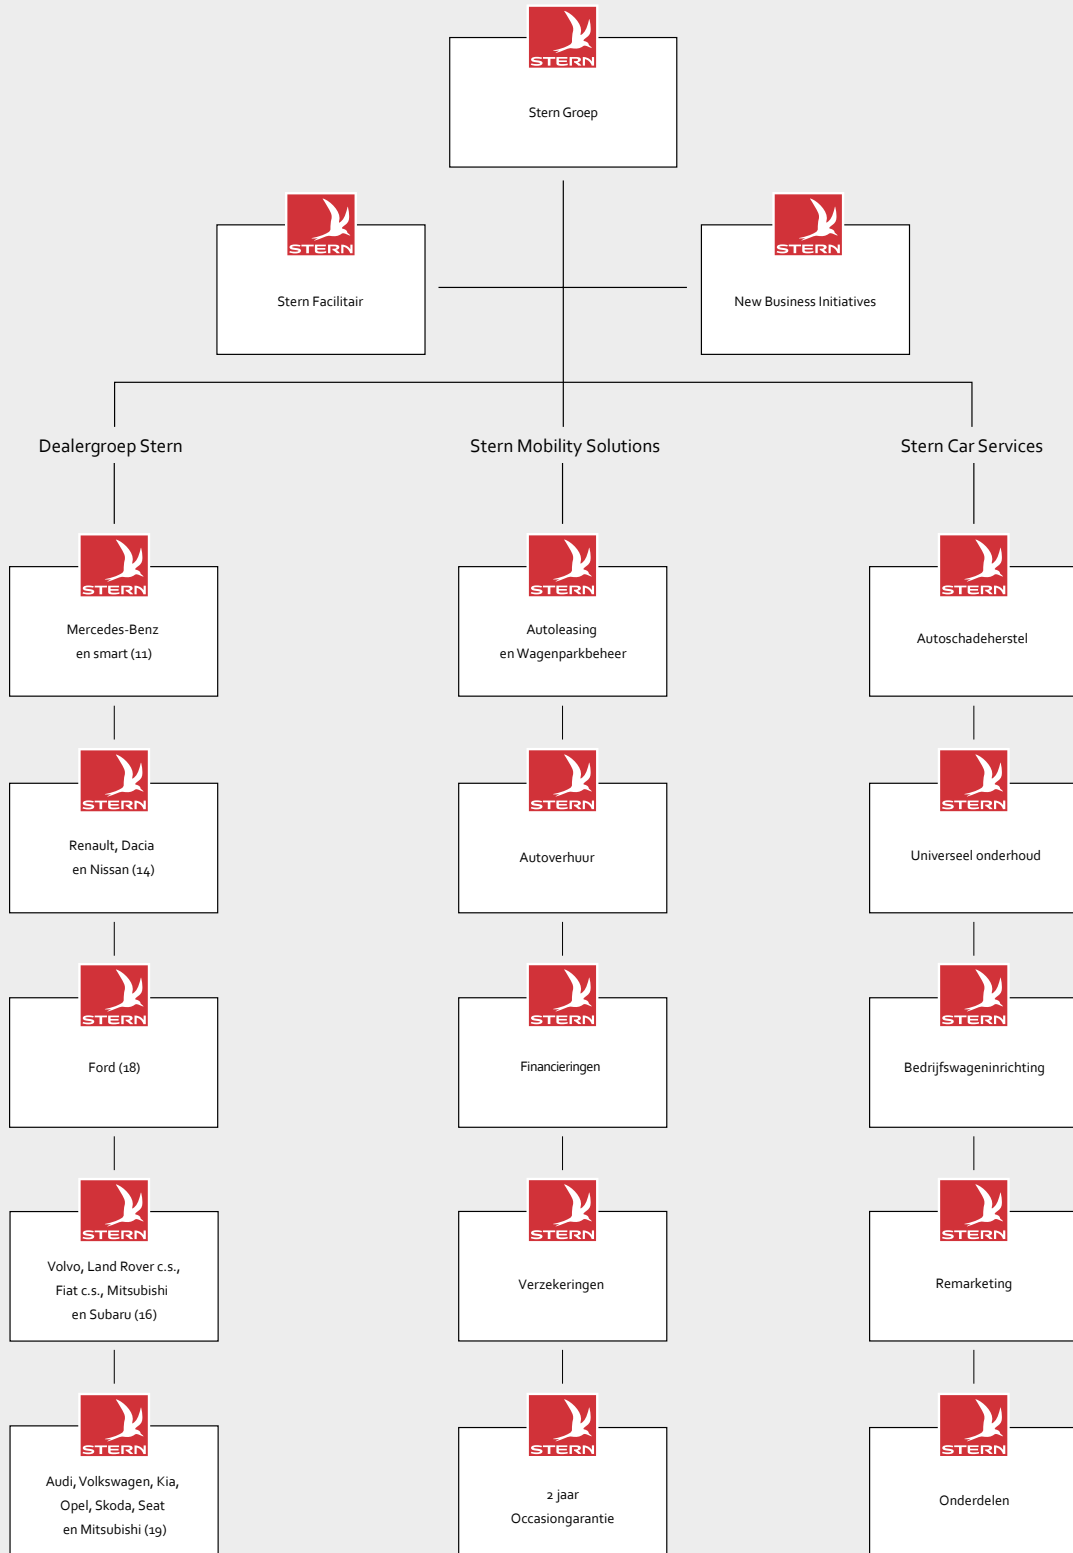 STERN
Stern Groep
STERN
Stern Facilitair
STERN
New Business Initiatives
Dealergroep Stern
STERN
Mercedes-Benz
en smart (11)
STERN
Renault, Dacia
en Nissan (14)
STERN
Ford (18)
STERN
Volvo, Land Rover c.s.,
Fiat c.s., Mitsubishi
en Subaru (16)
STERN
Audi, Volkswagen, Kia,
Opel, Skoda, Seat
en Mitsubishi (19)
Stern Mobility Solutions
STERN
Autoleasing
en Wagenparkbeheer
STERN
Autoverhuur
STERN
Financieringen
STERN
Verzekeringen
STERN
2 jaar
Occasiongarantie
Stern Car Services
STERN
Autoschadeherstel
STERN
Universeel onderhoud
STERN
Bedrijfswageninrichting
STERN
Remarketing
STERN
Onderdelen